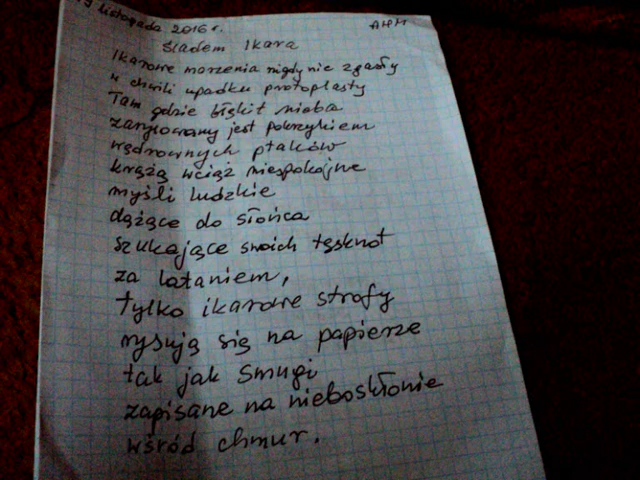 listopada 2016 r.
Śladem Ikara
Ikarowe marzenia nigdy nie zgasły
w chwili upadku protoplasty
Tam gdzie błękit nieba
zarysowany jest pokrzykiem
wędrownych ptaków
krążą wciąż niespokojne
myśli ludzkie
dążące do słońca
szukające swoich tęsknot
za lataniem,
tylko ikarowe strofy
rysują się na papierze
tak jak smugi
zapisane na nieboskłonie
wśród chmur.